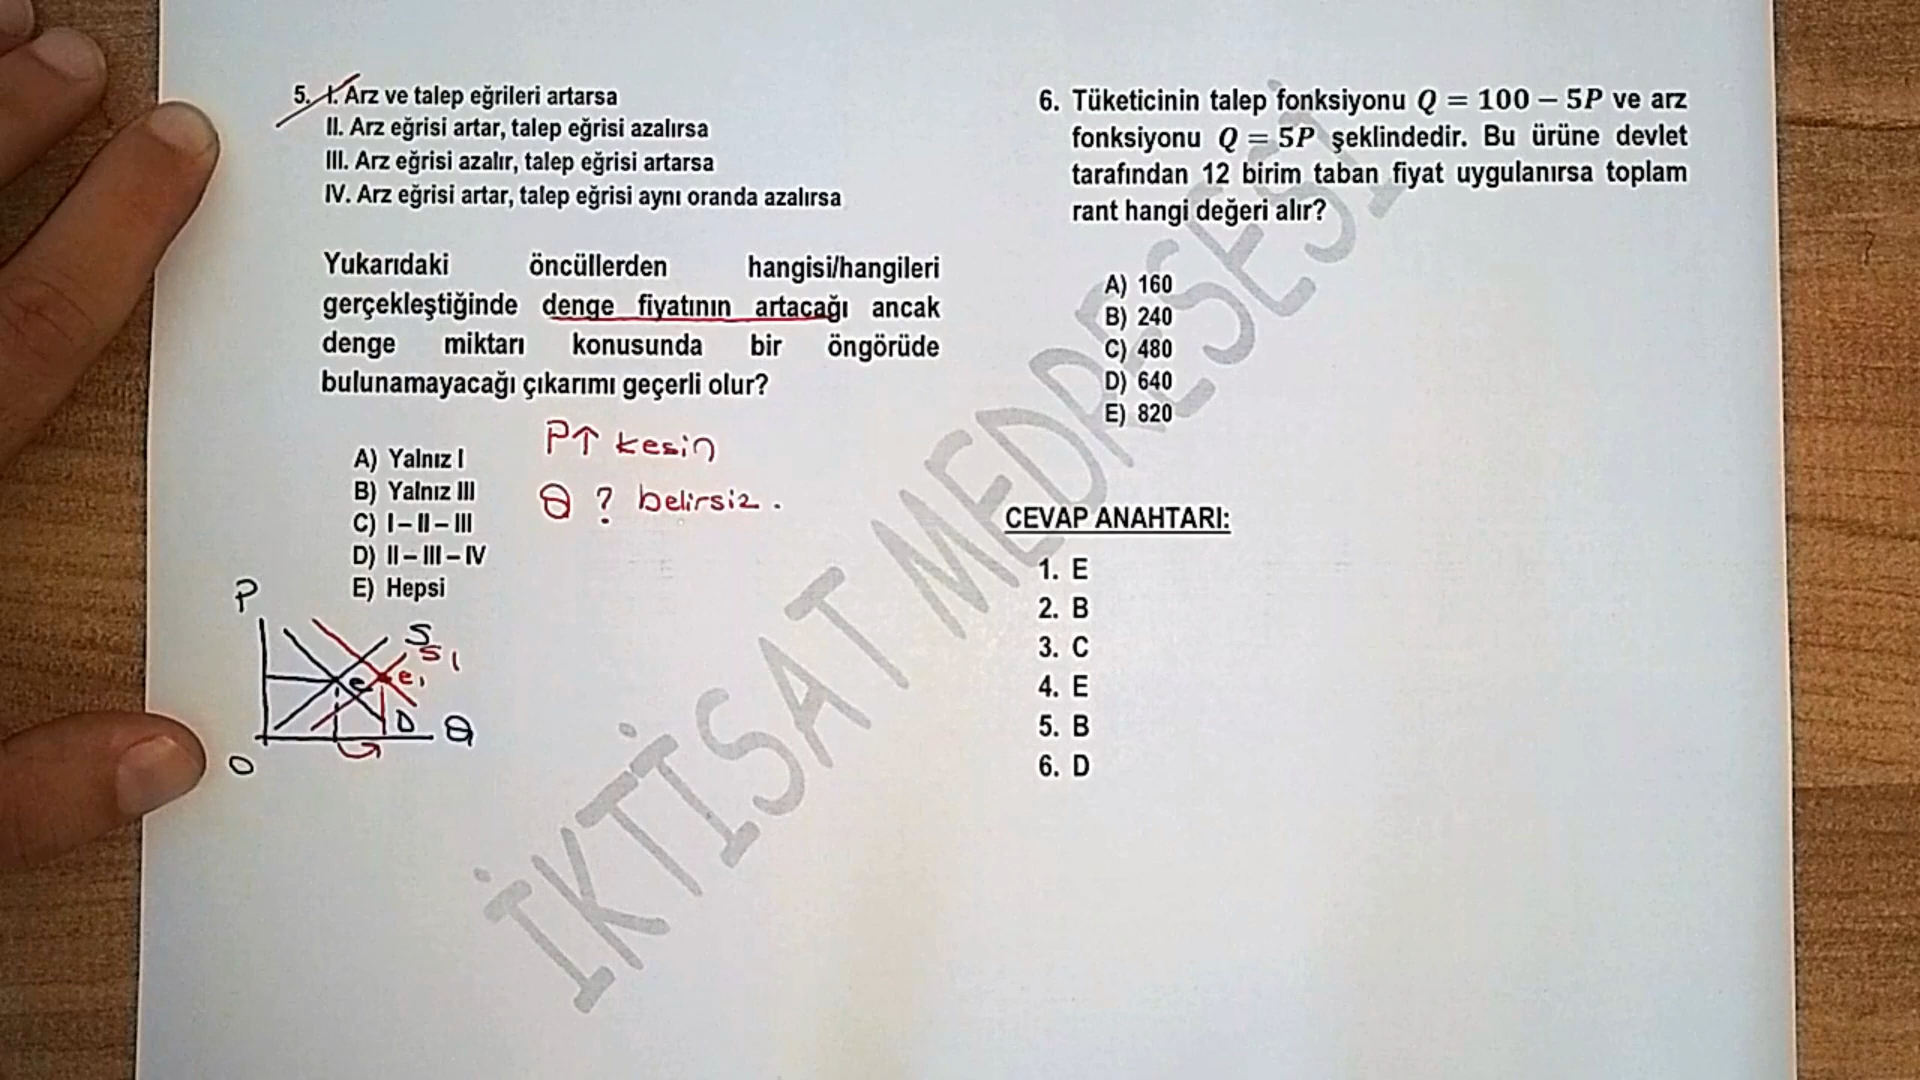 5. I. Arz ve talep eğrileri artarsa
II. Arz eğrisi artar, talep eğrisi azalırsa
III. Arz eğrisi azalır, talep eğrisi artarsa
IV. Arz eğrisi artar, talep eğrisi aynı oranda azalırsa
Yukarıdaki öncüllerden hangisi/hangileri
gerçekleştiğinde denge fiyatının artacağı ancak
denge miktarı konusunda bir öngörüde
bulunamayacağı çıkarımı geçerli olur?
A) Yalnız I
B) Yalnız III
C) I – II – III
D) II – III – IV
E) Hepsi
P↑ kesin
Q ? belirsiz.
P
S
S1
e
e1
D
Q
0
6. Tüketicinin talep fonksiyonu Q = 100 – 5P ve arz
fonksiyonu Q = 5P şeklindedir. Bu ürüne devlet
tarafından 12 birim taban fiyat uygulanırsa toplam
rant hangi değeri alır?
A) 160
B) 240
C) 480
D) 640
E) 820
CEVAP ANAHTARI:
1. E
2. B
3. C
4. E
5. B
6. D
İKTİSAT MEDRESESİ